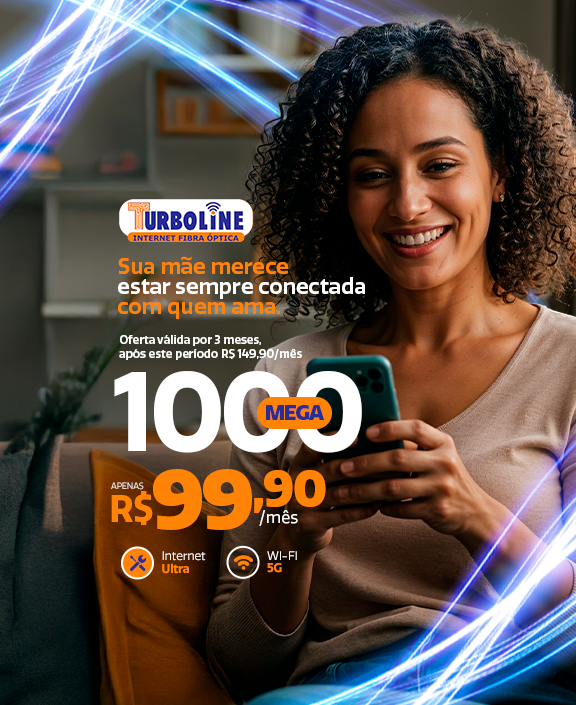 TURBOLINE
INTERNET FIBRA ÓPTICA
Sua mãe merece
estar sempre conectada
com quem ama.
Oferta válida por 3 meses,
após este período R$ 149,90/mês
1000
MEGA
APENAS
R$99,90
/mês
Internet
Ultra
WI-FI
5G